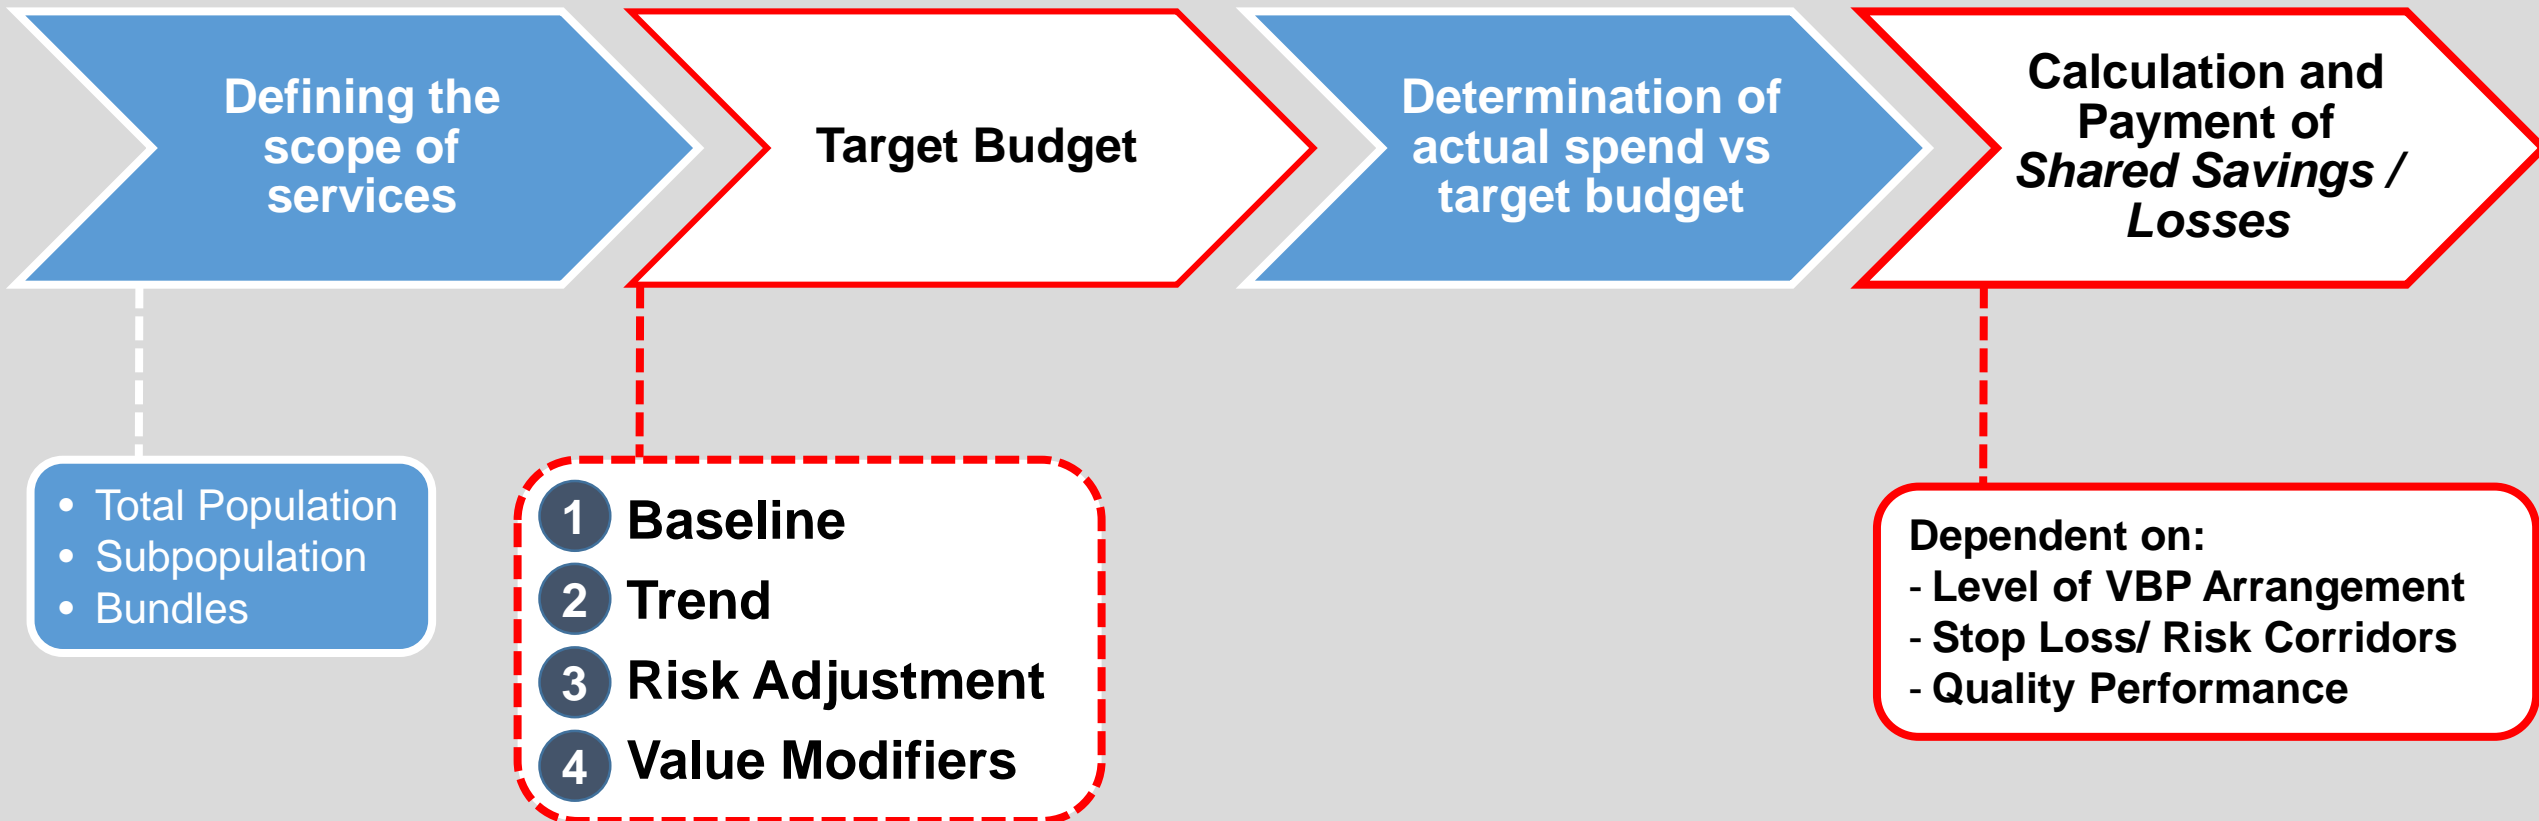 Defining the
scope of
services
Target Budget
Determination of
actual spend vs
target budget
Calculation and
Payment of
Shared Savings /
Losses
• Total Population
• Subpopulation
• Bundles
1 Baseline
2 Trend
3 Risk Adjustment
4 Value Modifiers
Dependent on:
- Level of VBP Arrangement
- Stop Loss/ Risk Corridors
- Quality Performance